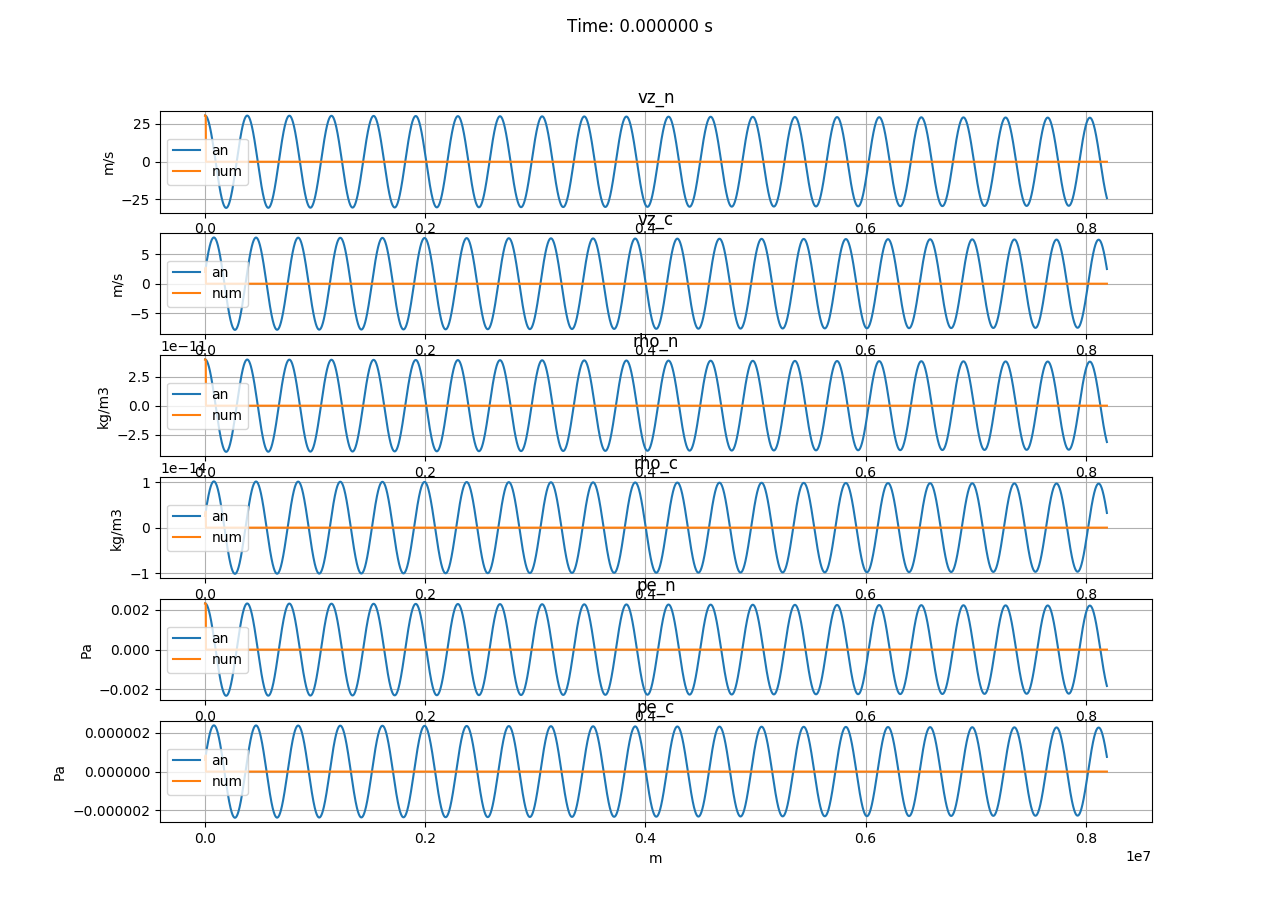 Time: 0.000000 s
vz_n
25
0
−25
m/s
an
num
0.0 0.2 0.4 0.6 0.8
vz_c
5
0
−5
m/s
an
num
0.0 0.2 0.4 0.6 0.8
1e−11
rho_n
2.5
0.0
−2.5
kg/m3
an
num
0.0 0.2 0.4 0.6 0.8
1e−14
rho_c
1
0
−1
kg/m3
an
num
0.0 0.2 0.4 0.6 0.8
pe_n
0.002
0.000
−0.002
Pa
an
num
0.0 0.2 0.4 0.6 0.8
pe_c
0.000002
0.000000
−0.000002
Pa
an
num
0.0 0.2 0.4 0.6 0.8
m
1e7